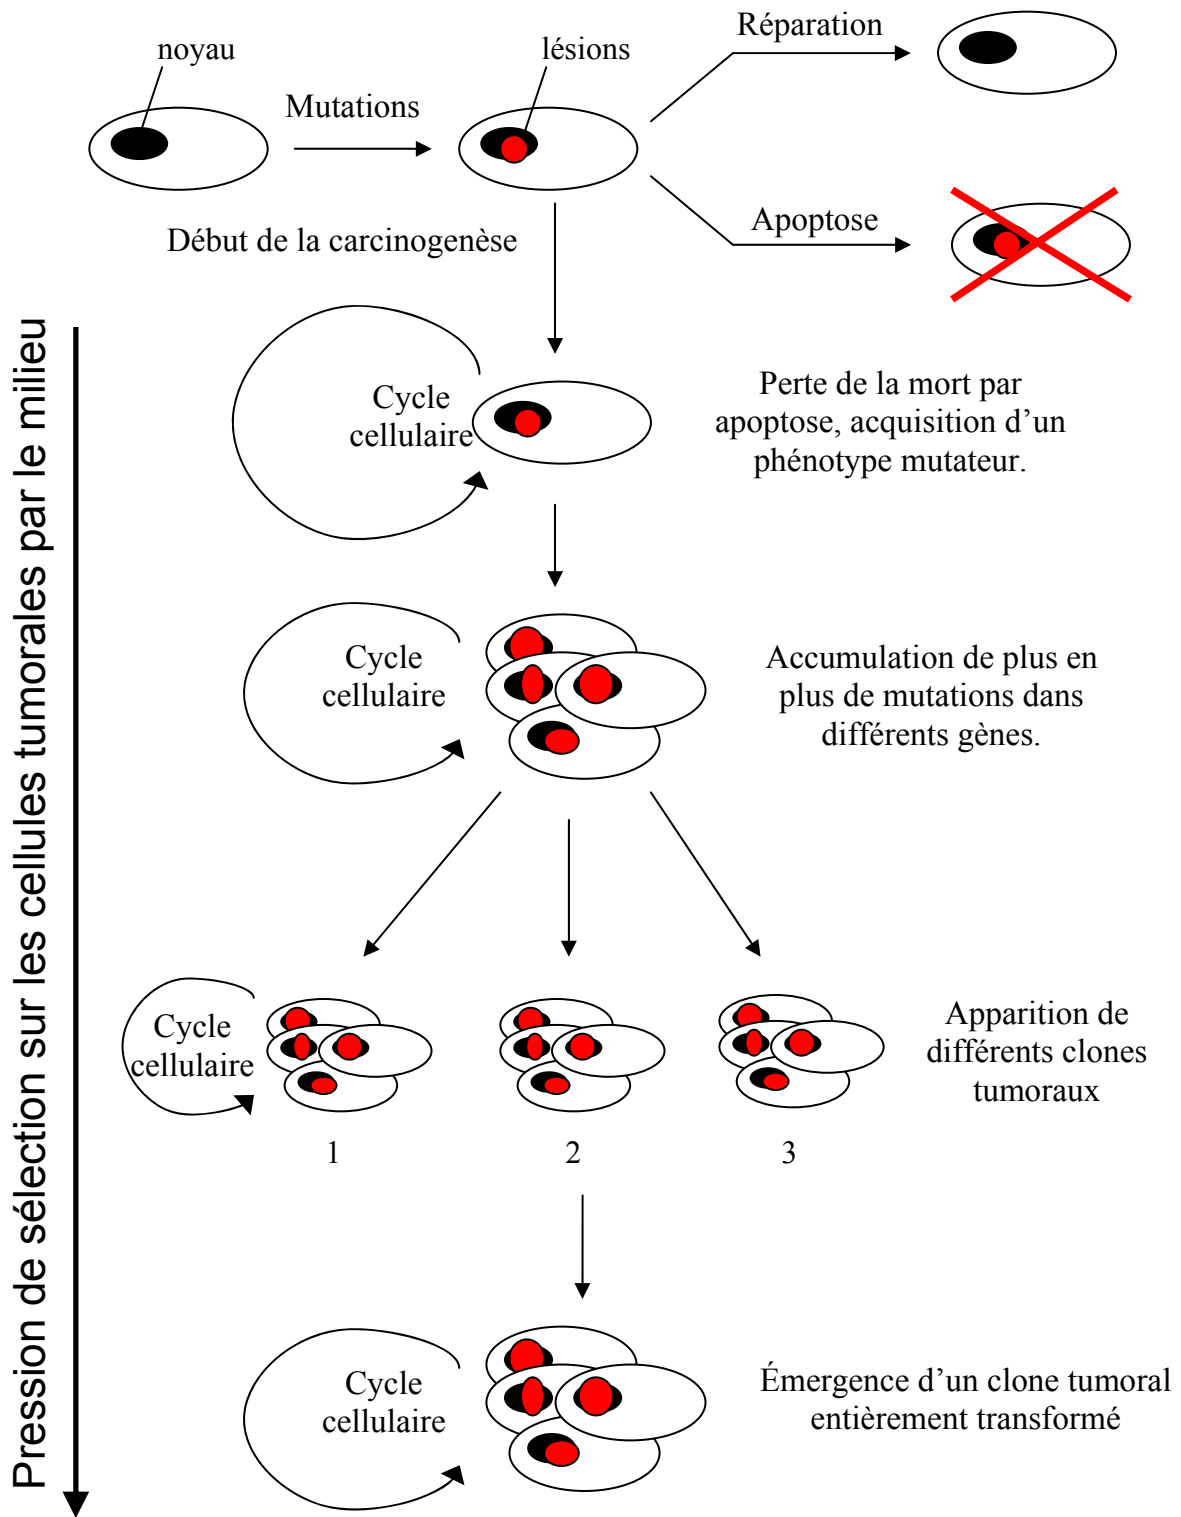 noyau
lésions
Réparation
Mutations
Apoptose
Début de la carcinogenèse
Pression de sélection sur les cellules tumorales par le milieu
Cycle
cellulaire
Perte de la mort par
apoptose, acquisition d’un
phénotype mutateur.
Cycle
cellulaire
Accumulation de plus en
plus de mutations dans
différents gènes.
Cycle
cellulaire
Apparition de
différents clones
tumoraux
1
2
3
Cycle
cellulaire
Émergence d’un clone tumoral
entièrement transformé